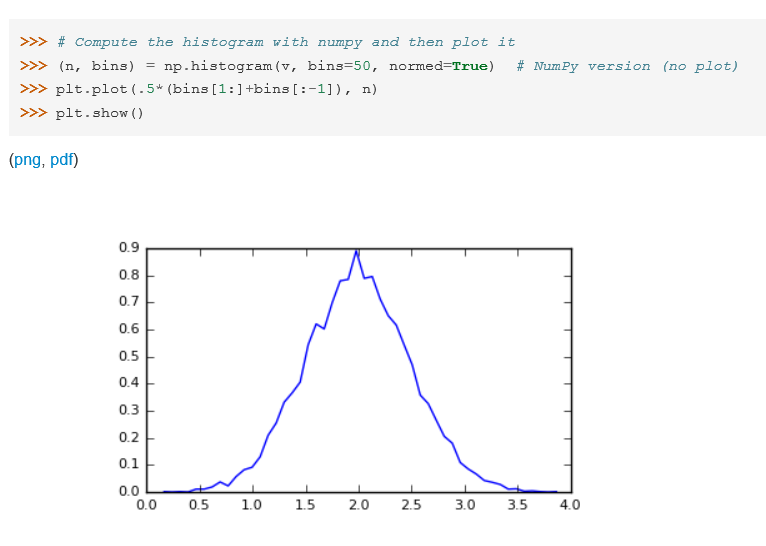 >>> # Compute the histogram with numpy and then plot it
>>> (n, bins) = np.histogram(v, bins=50, normed=True)  # NumPy version (no plot)
>>> plt.plot(.5*(bins[1:]+bins[:-1]), n)
>>> plt.show()
(png, pdf)
0.9
0.8
0.7
0.6
0.5
0.4
0.3
0.2
0.1
0.0
0.0 0.5 1.0 1.5 2.0 2.5 3.0 3.5 4.0